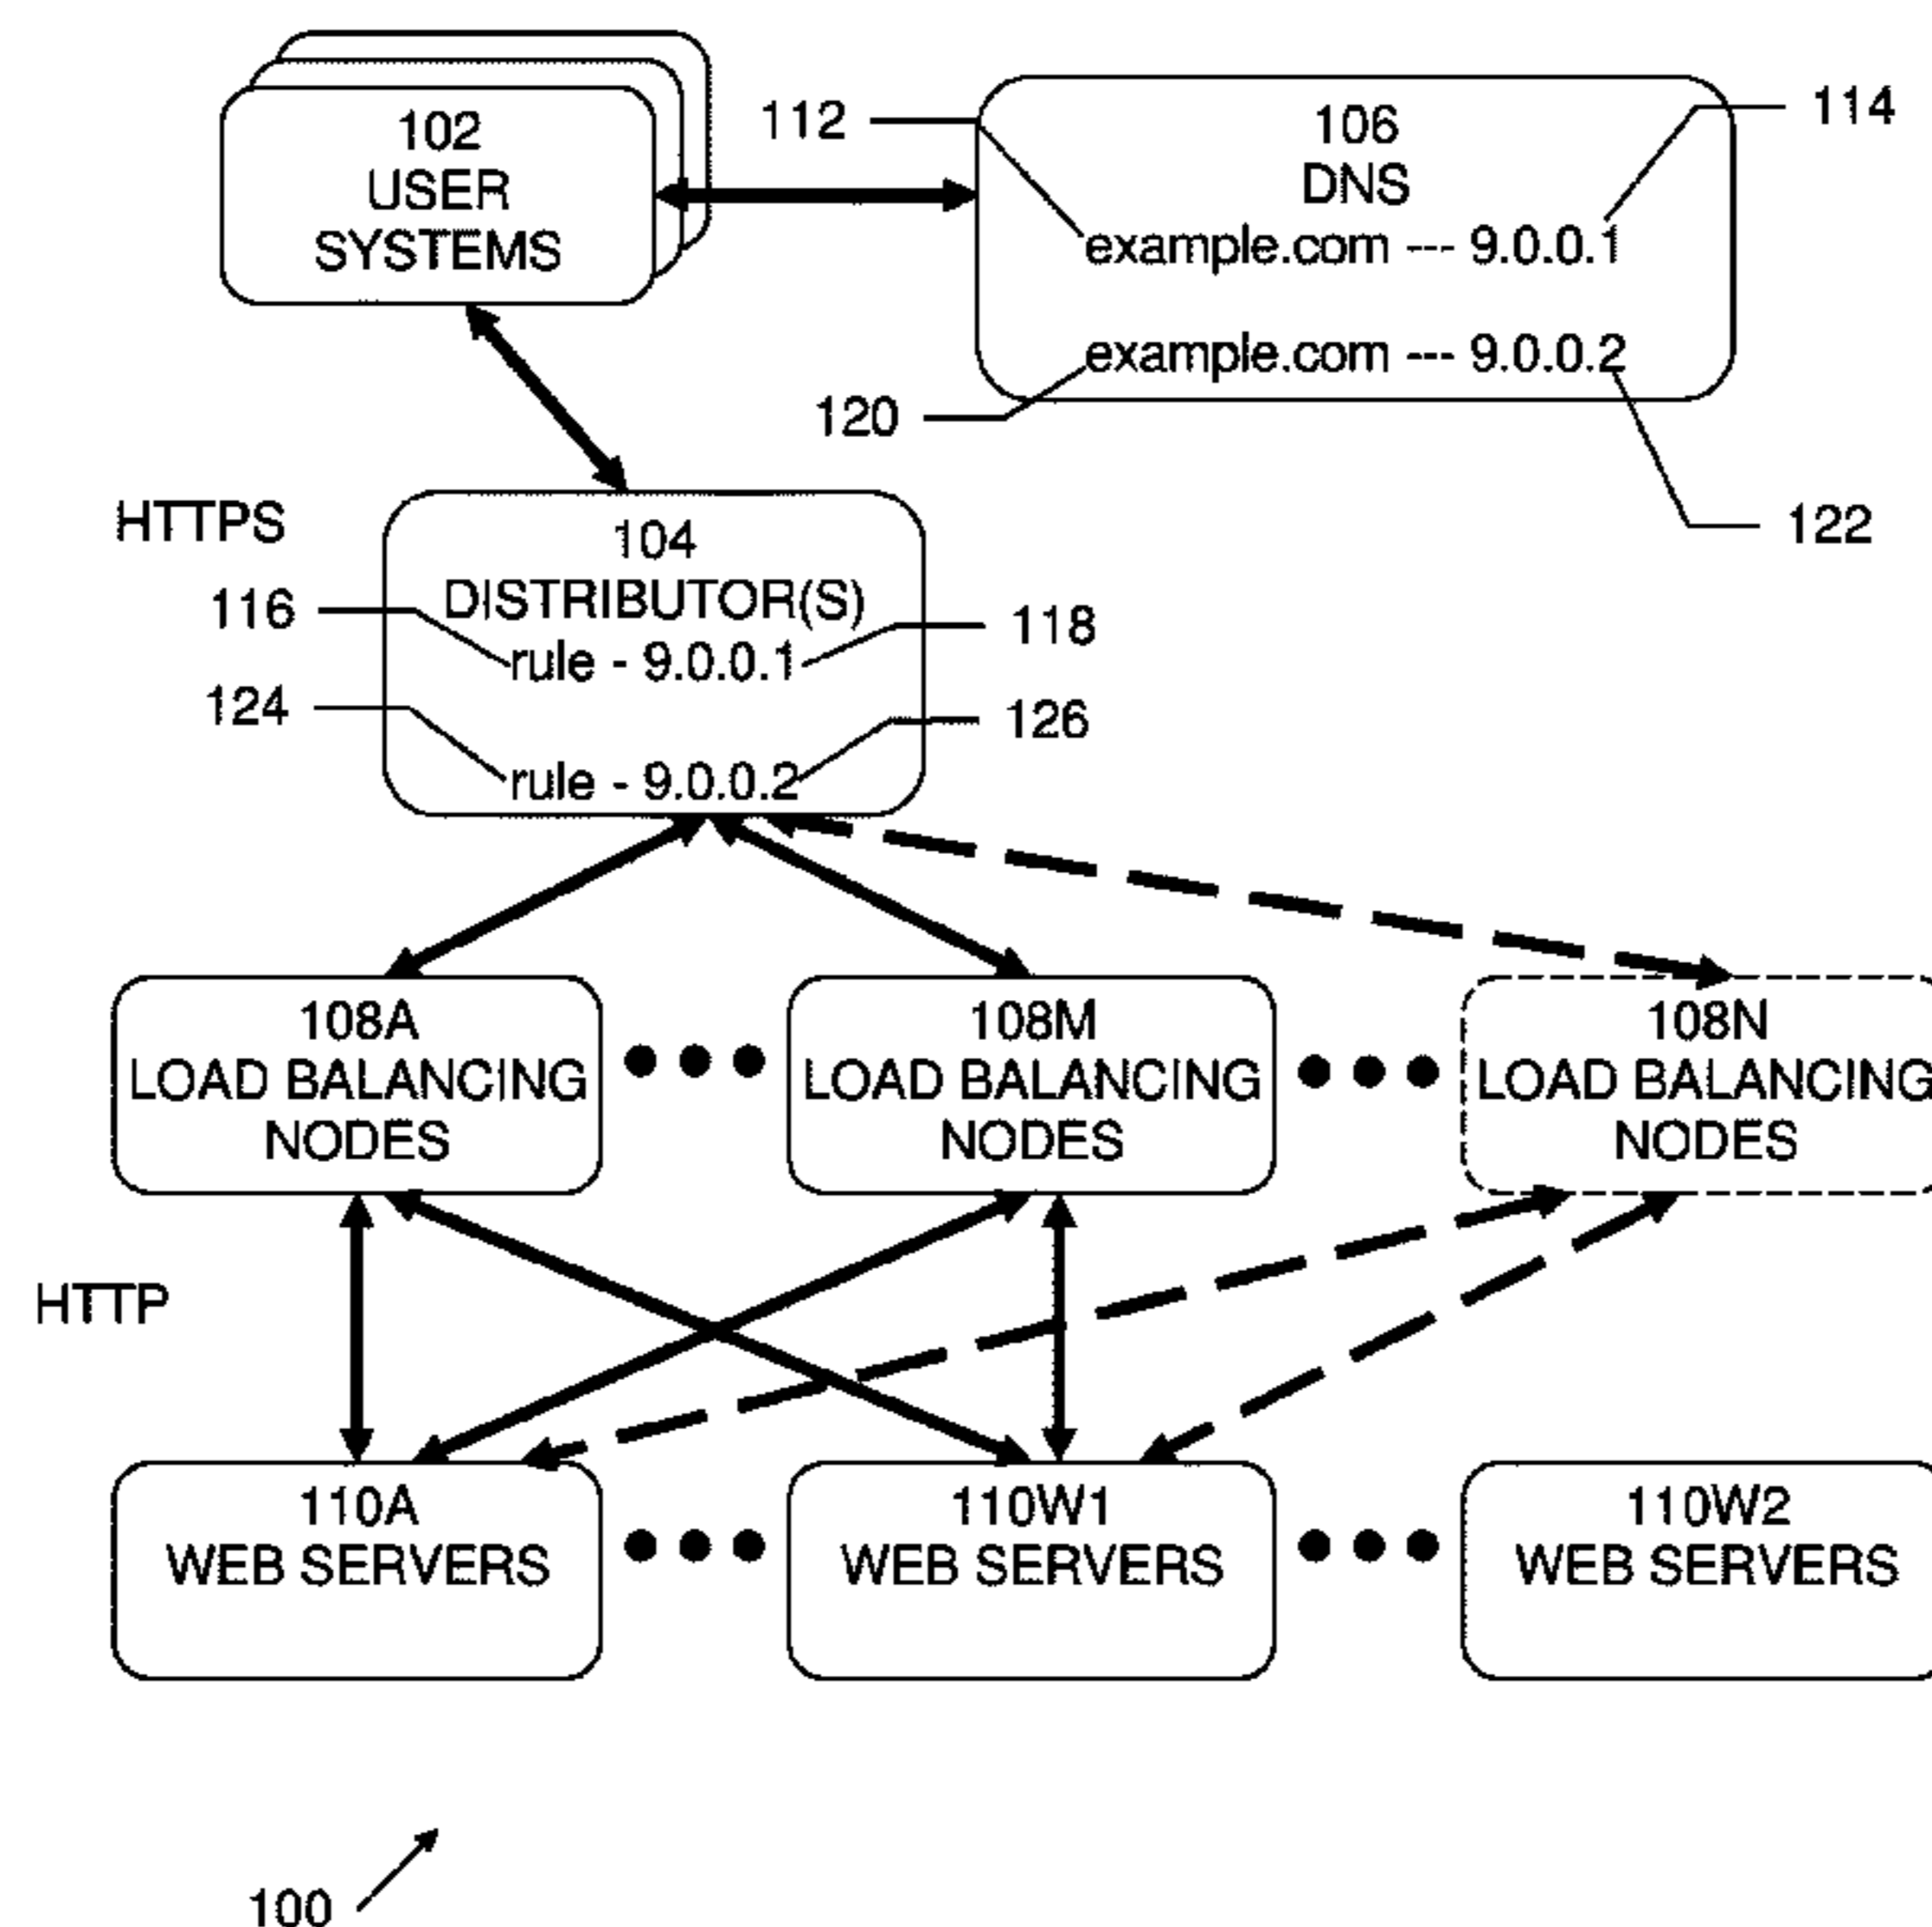 102
USER
SYSTEMS
112
106
DNS
114
example.com --- 9.0.0.1
example.com --- 9.0.0.2
120
122
HTTPS
104
DISTRIBUTOR(S)
116
118
rule - 9.0.0.1
124
126
rule - 9.0.0.2
108A
LOAD BALANCING
NODES
108M
LOAD BALANCING
NODES
108N
LOAD BALANCING
NODES
HTTP
110A
WEB SERVERS
110W1
WEB SERVERS
110W2
WEB SERVERS
100